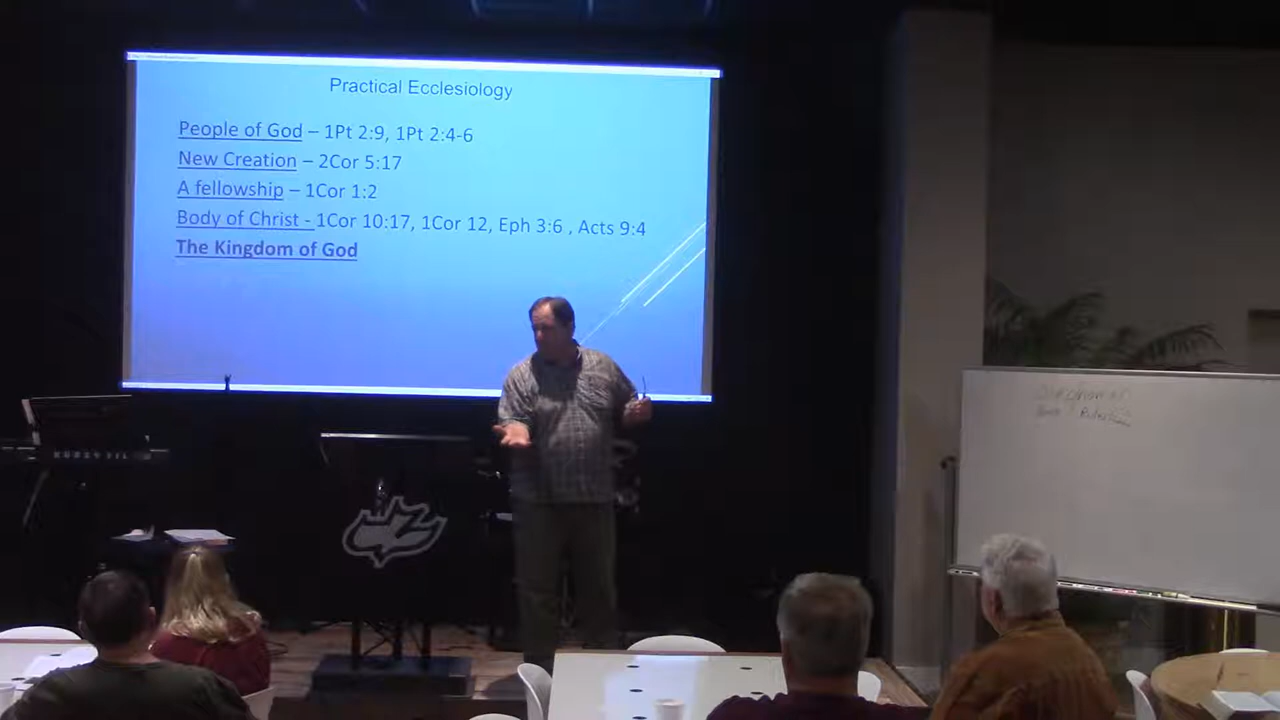 Practical Ecclesiology
People of God – 1Pt 2:9, 1Pt 2:4-6
New Creation – 2Cor 5:17
A fellowship – 1Cor 1:2
Body of Christ - 1Cor 10:17, 1Cor 12, Eph 3:6 , Acts 9:4
The Kingdom of God